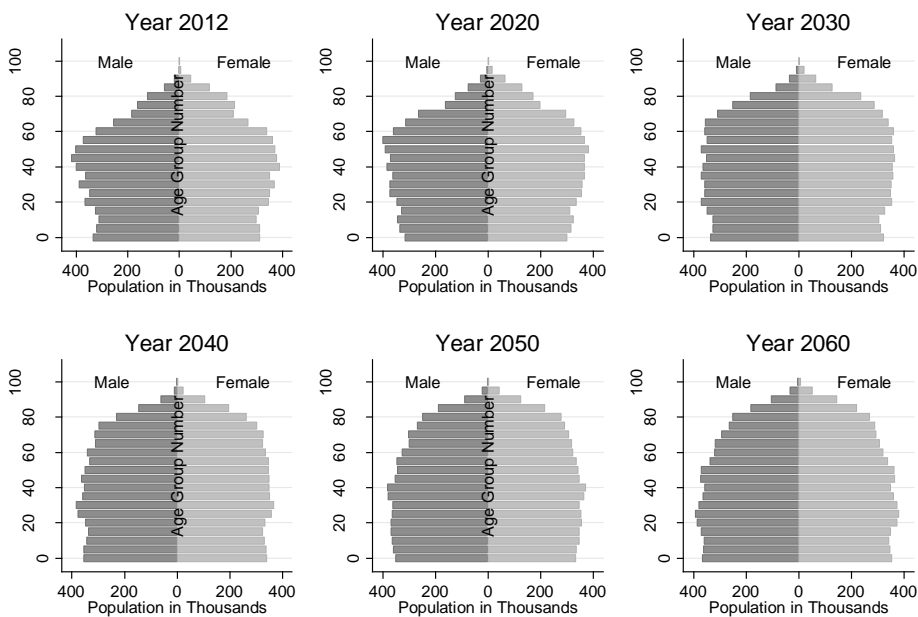 Year 2012
Year 2020
Year 2030
Male
Female
Male
Female
Male
Female
Age Group Number
Age Group Number
0 20 40 60 80 100
0 20 40 60 80 100
0 20 40 60 80 100
400 200 0 200 400
400 200 0 200 400
400 200 0 200 400
Population in Thousands
Population in Thousands
Population in Thousands
Year 2040
Year 2050
Year 2060
Male
Female
Male
Female
Male
Female
Age Group Number
Age Group Number
0 20 40 60 80 100
0 20 40 60 80 100
0 20 40 60 80 100
400 200 0 200 400
400 200 0 200 400
400 200 0 200 400
Population in Thousands
Population in Thousands
Population in Thousands